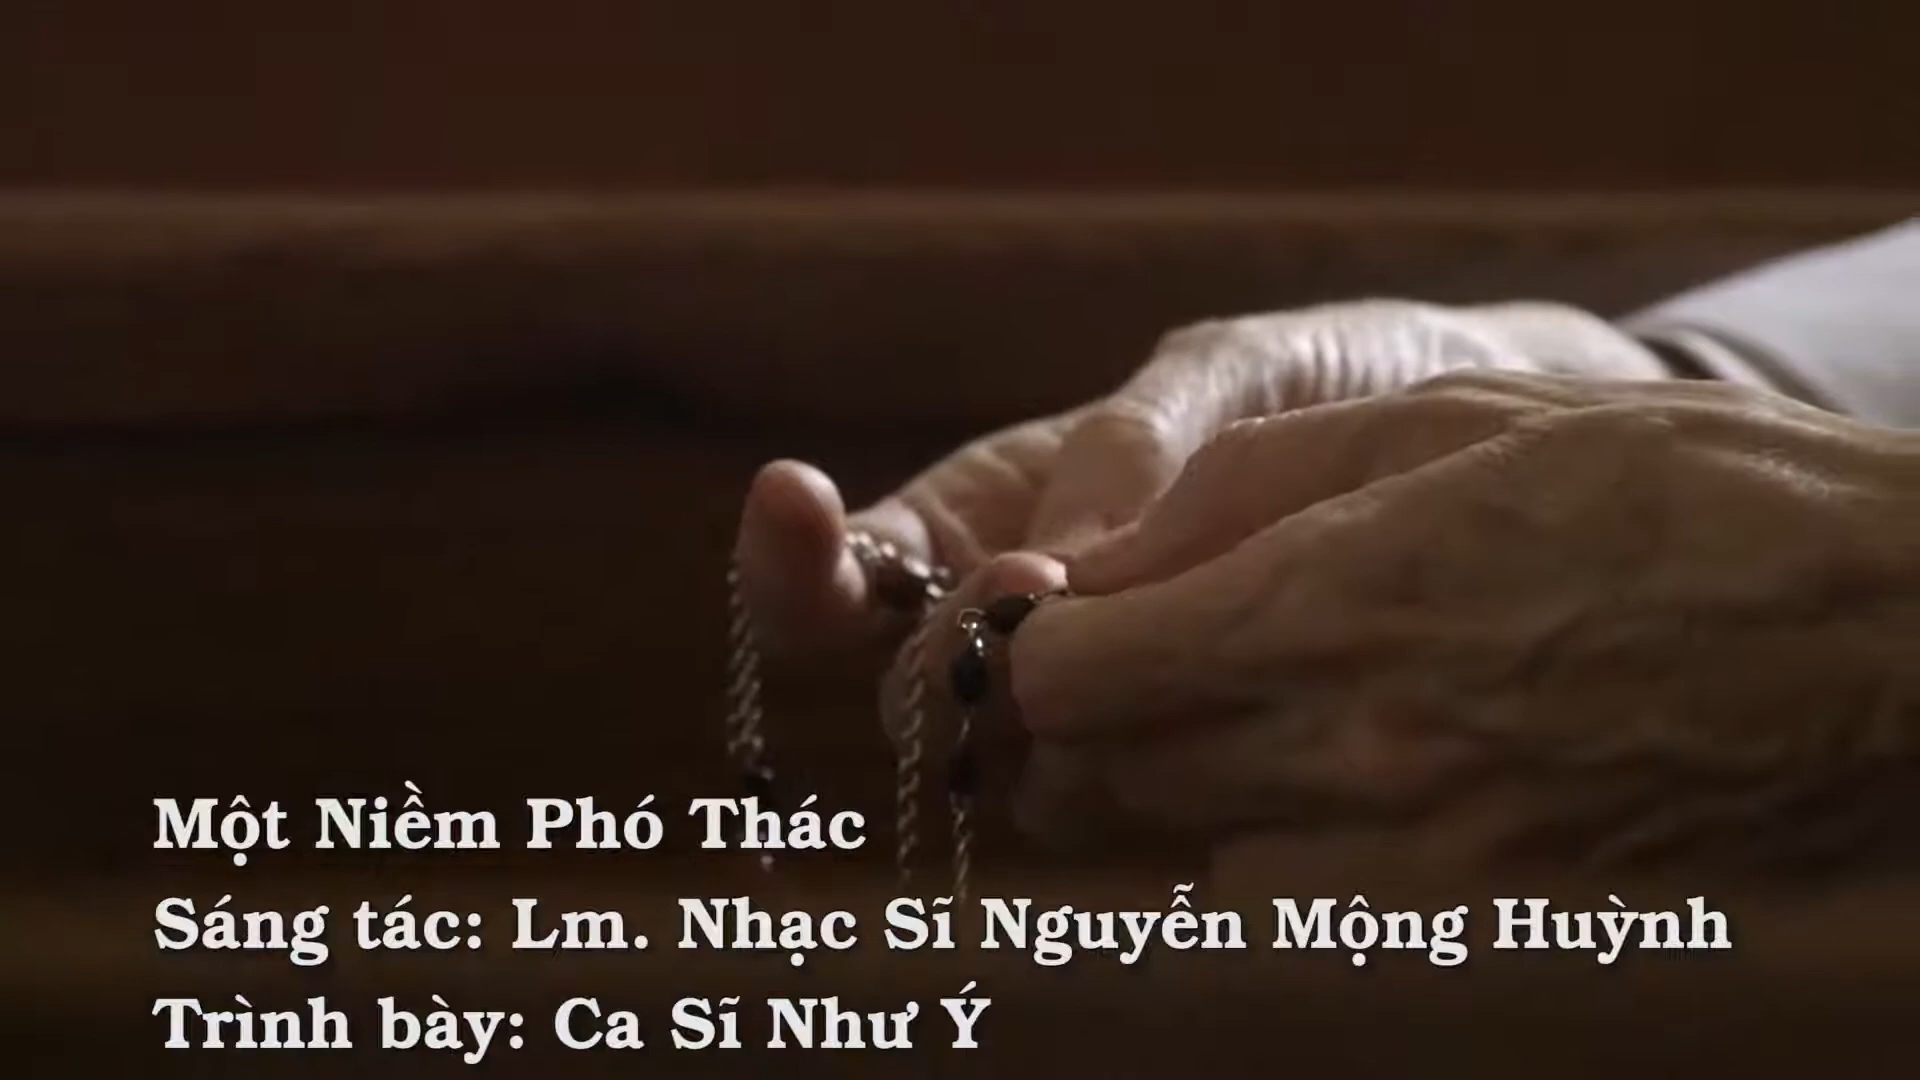 Một Niềm Phó Thác
Sáng tác: Lm. Nhạc Sĩ Nguyễn Mộng Huỳnh
Trình bày: Ca Sĩ Như Ý